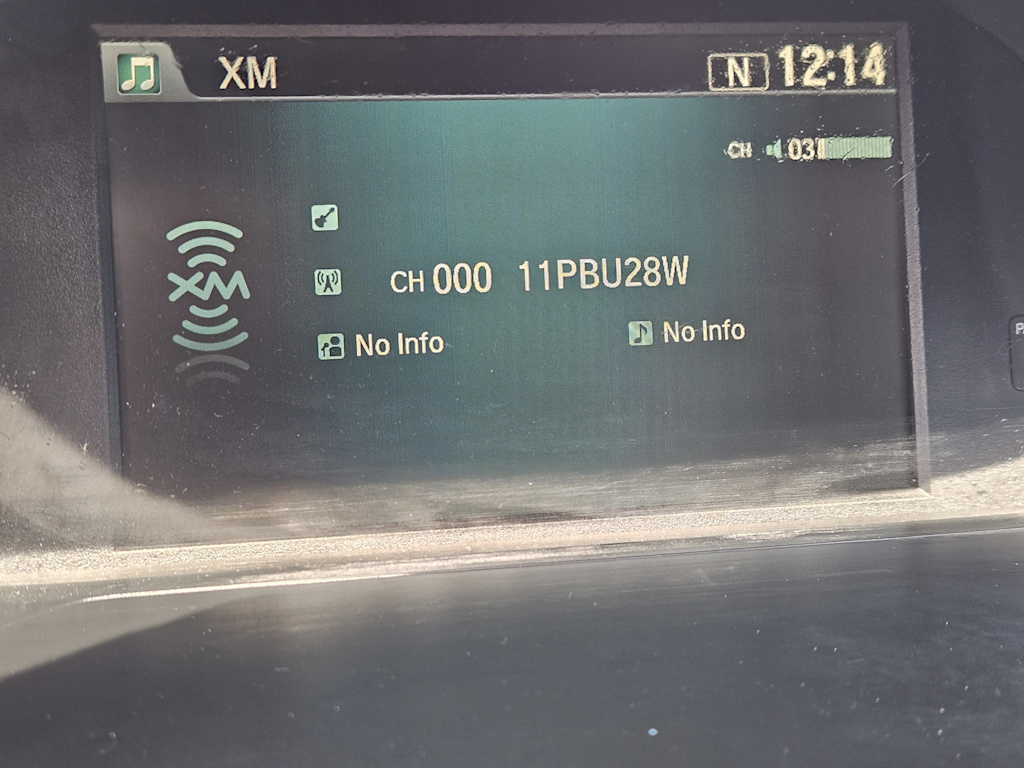 XM N 12:14
CH 03
XM
CH 000 11PBU28W
No Info No Info